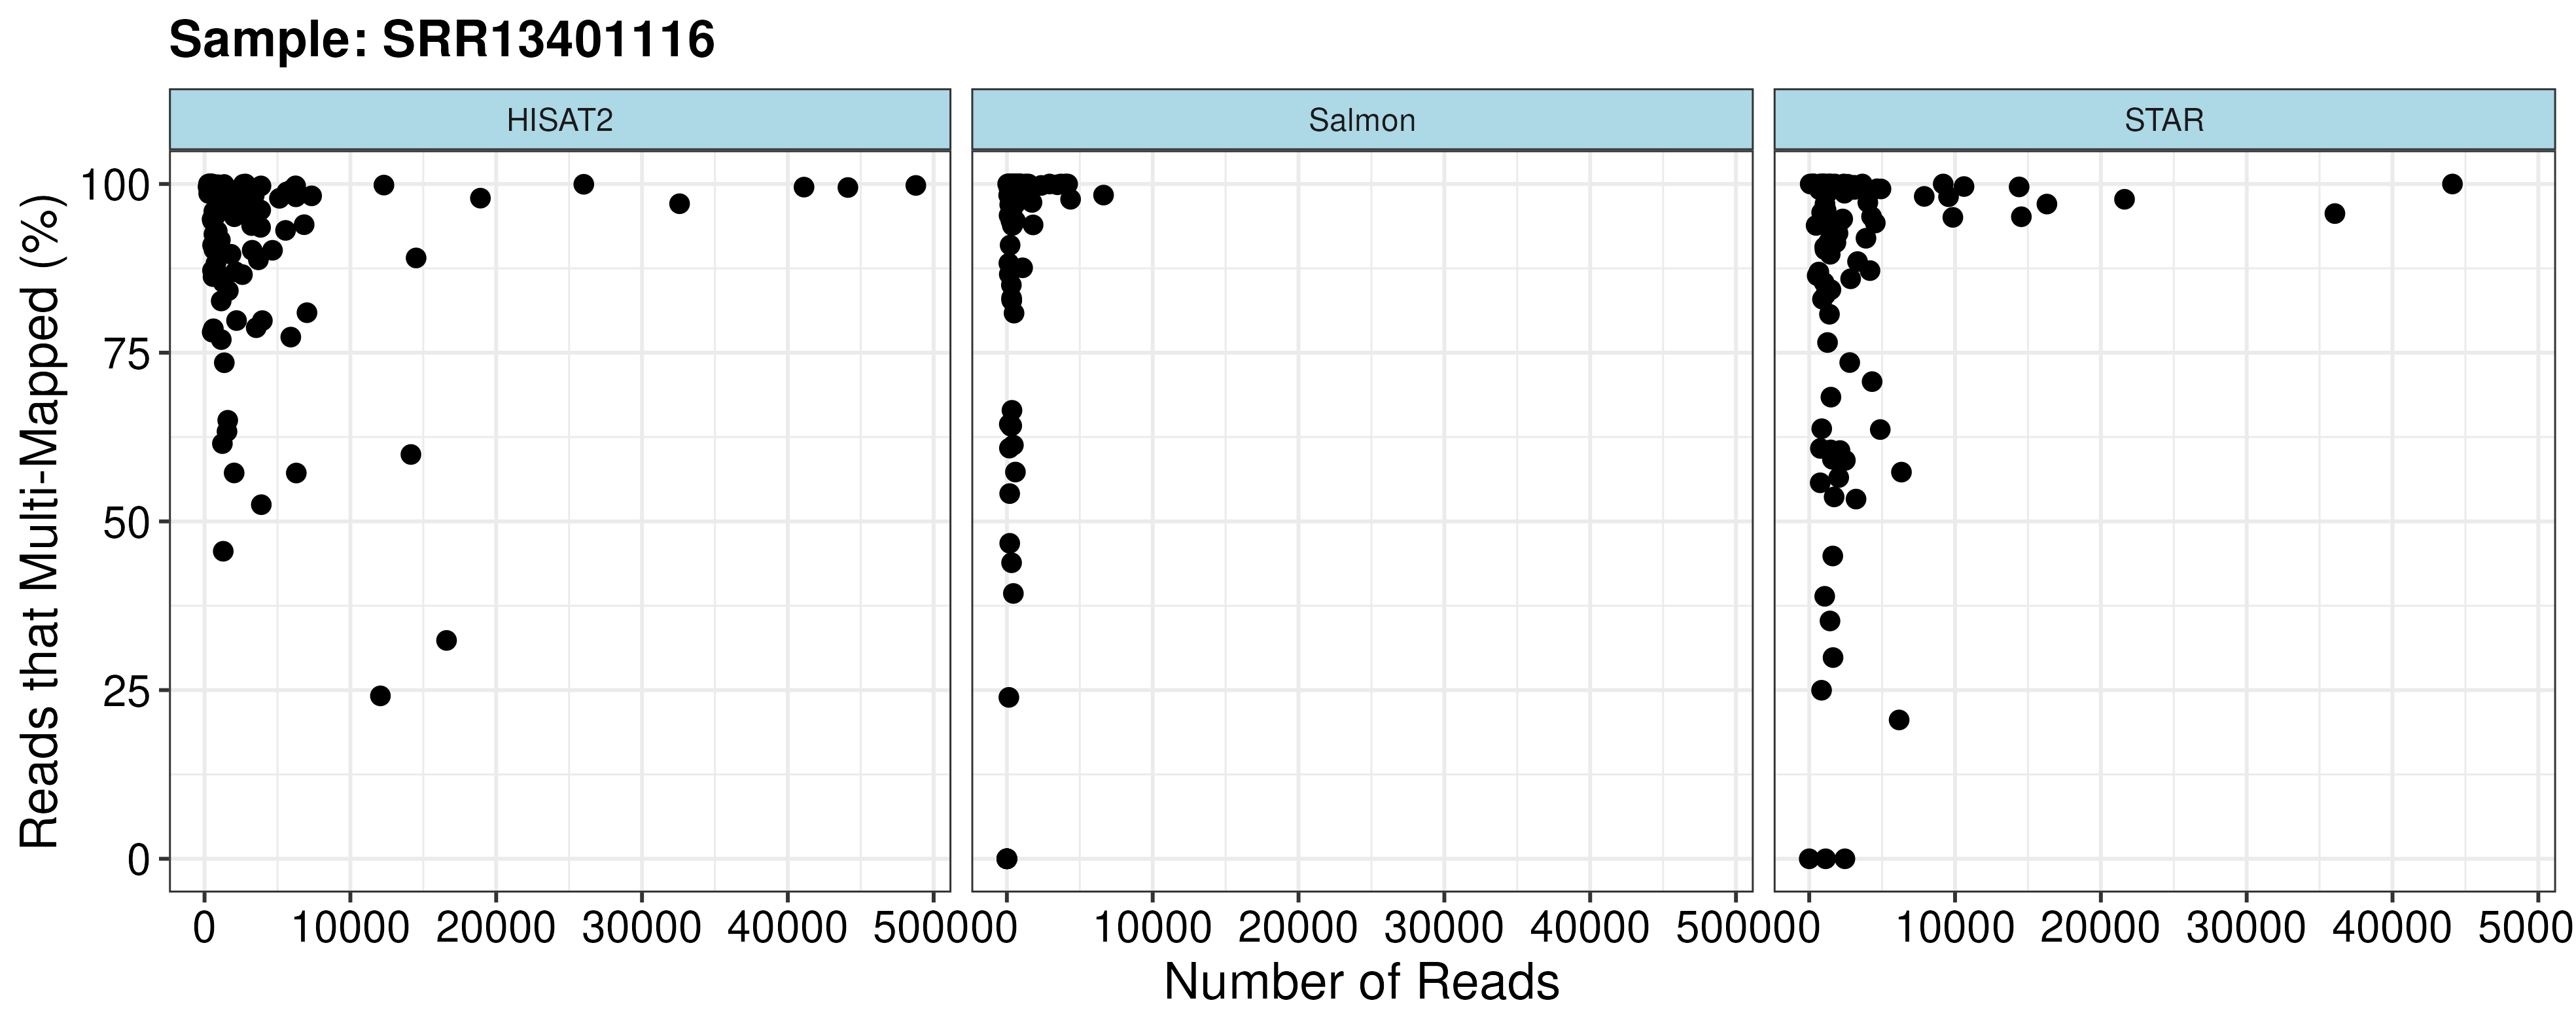 Sample: SRR13401116
HISAT2
Salmon
STAR
Reads that Multi-Mapped (%)
100
75
50
25
0
0 10000 20000 30000 40000 50000
0 10000 20000 30000 40000 50000
0 10000 20000 30000 40000 5000
Number of Reads